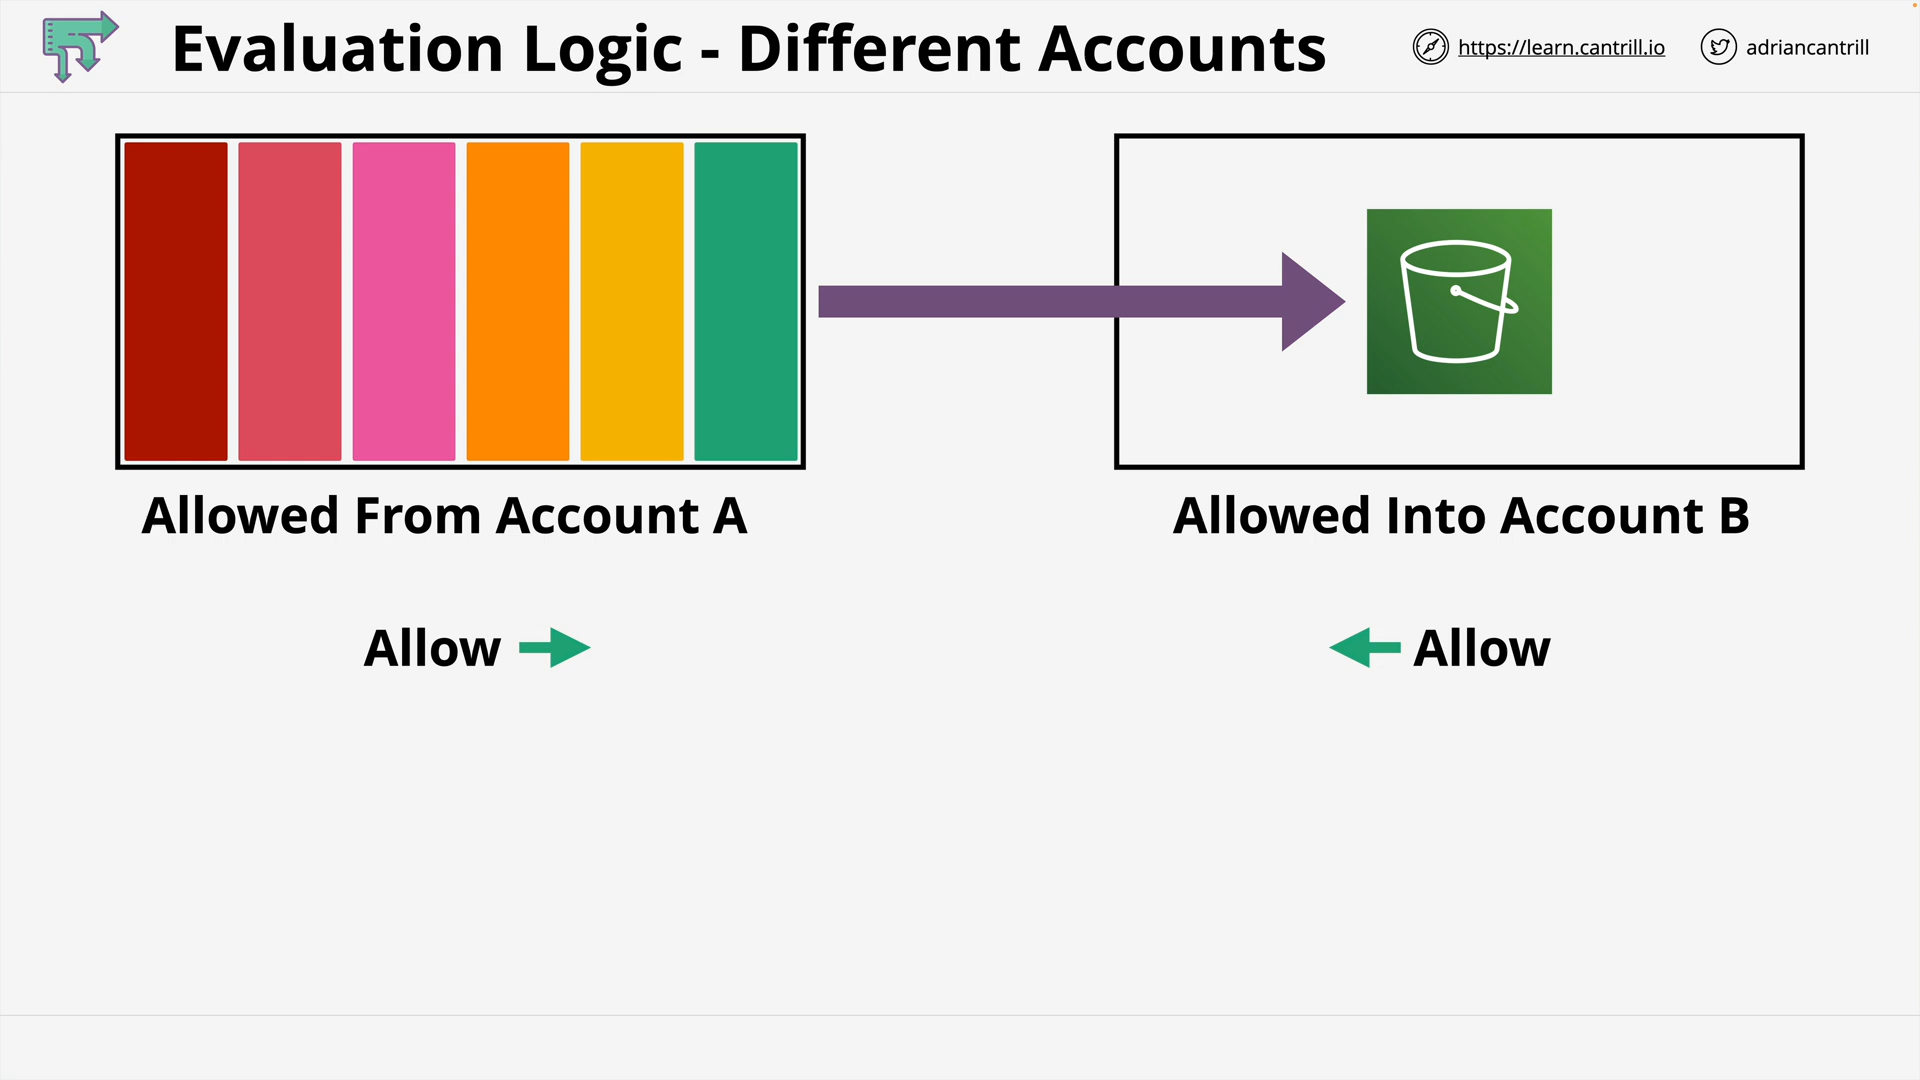 Evaluation Logic - Different Accounts
https://learn.cantrill.io
adriancantrill
Allowed From Account A
Allowed Into Account B
Allow
Allow